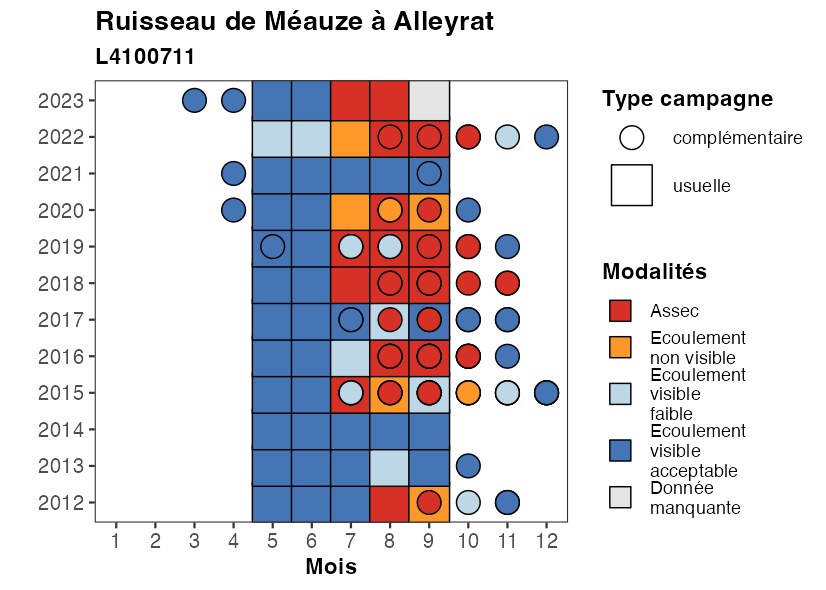 Ruisseau de Méauze à Alleyrat
L4100711
2023
2022
2021
2020
2019
2018
2017
2016
2015
2014
2013
2012
1 2 3 4 5 6 7 8 9 10 11 12
Mois
Type campagne
complémentaire
usuelle
Modalités
Assec
Ecoulement
non visible
Ecoulement
visible
faible
Ecoulement
visible
acceptable
Donnée
manquante